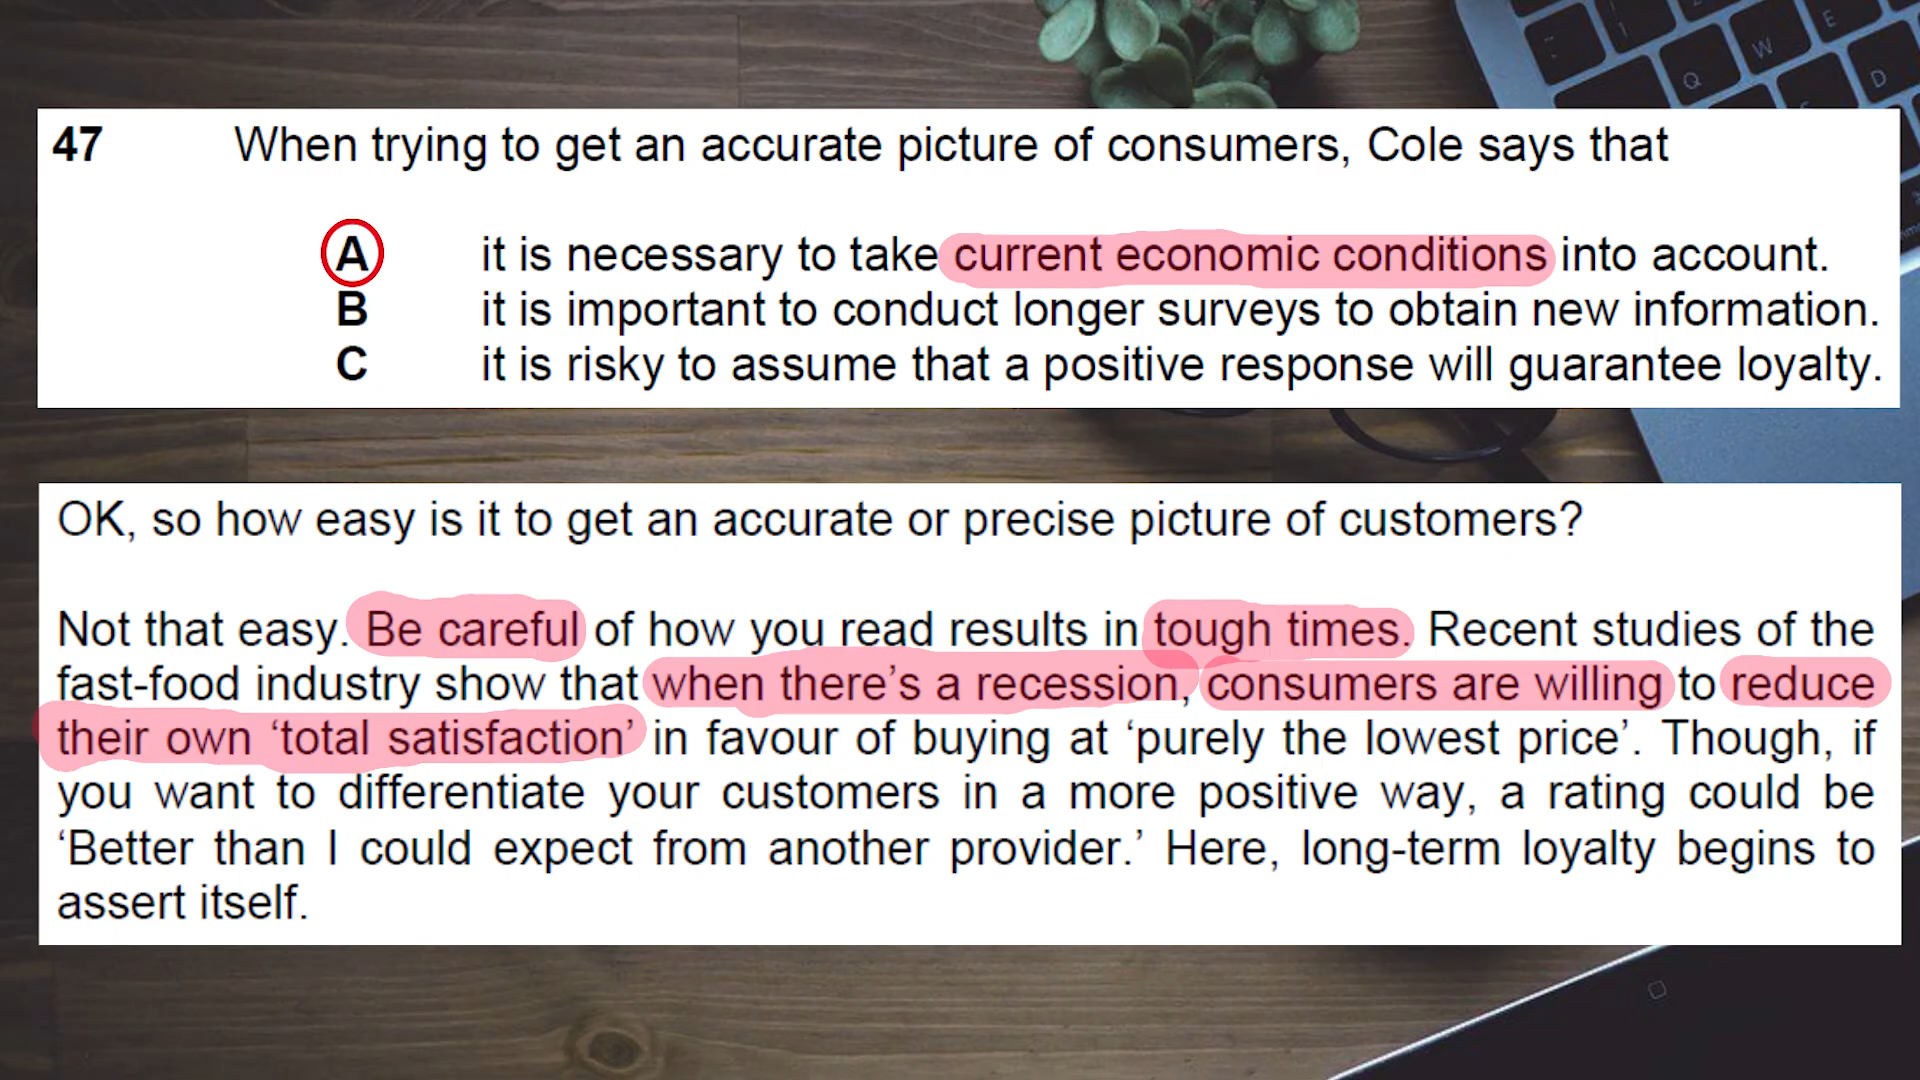 47 When trying to get an accurate picture of consumers, Cole says that
A it is necessary to take current economic conditions into account.
B it is important to conduct longer surveys to obtain new information.
C it is risky to assume that a positive response will guarantee loyalty.
OK, so how easy is it to get an accurate or precise picture of customers?
Not that easy. Be careful of how you read results in tough times. Recent studies of the
fast-food industry show that when there’s a recession, consumers are willing to reduce
their own ‘total satisfaction’ in favour of buying at ‘purely the lowest price’. Though, if
you want to differentiate your customers in a more positive way, a rating could be
‘Better than I could expect from another provider.’ Here, long-term loyalty begins to
assert itself.
Q W E
D